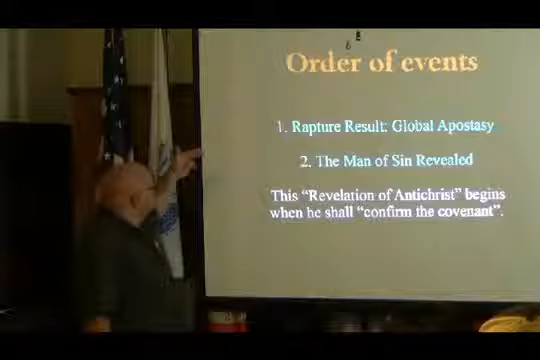 Order of events
1. Rapture Result: Global Apostasy
2. The Man of Sin Revealed
This “Revelation of Antichrist” begins
when he shall “confirm the covenant”.